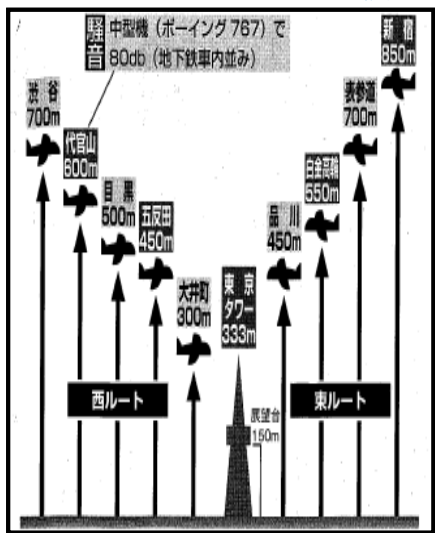 騒音
中型機（ボーイング767）で
80db（地下鉄車内並み）
渋谷
700m
代官山
600m
目黒
500m
五反田
450m
大井町
300m
東京
タワー
333m
展望台
150m
品川
450m
白金高輪
550m
表参道
700m
新宿
850m
西ルート
東ルート